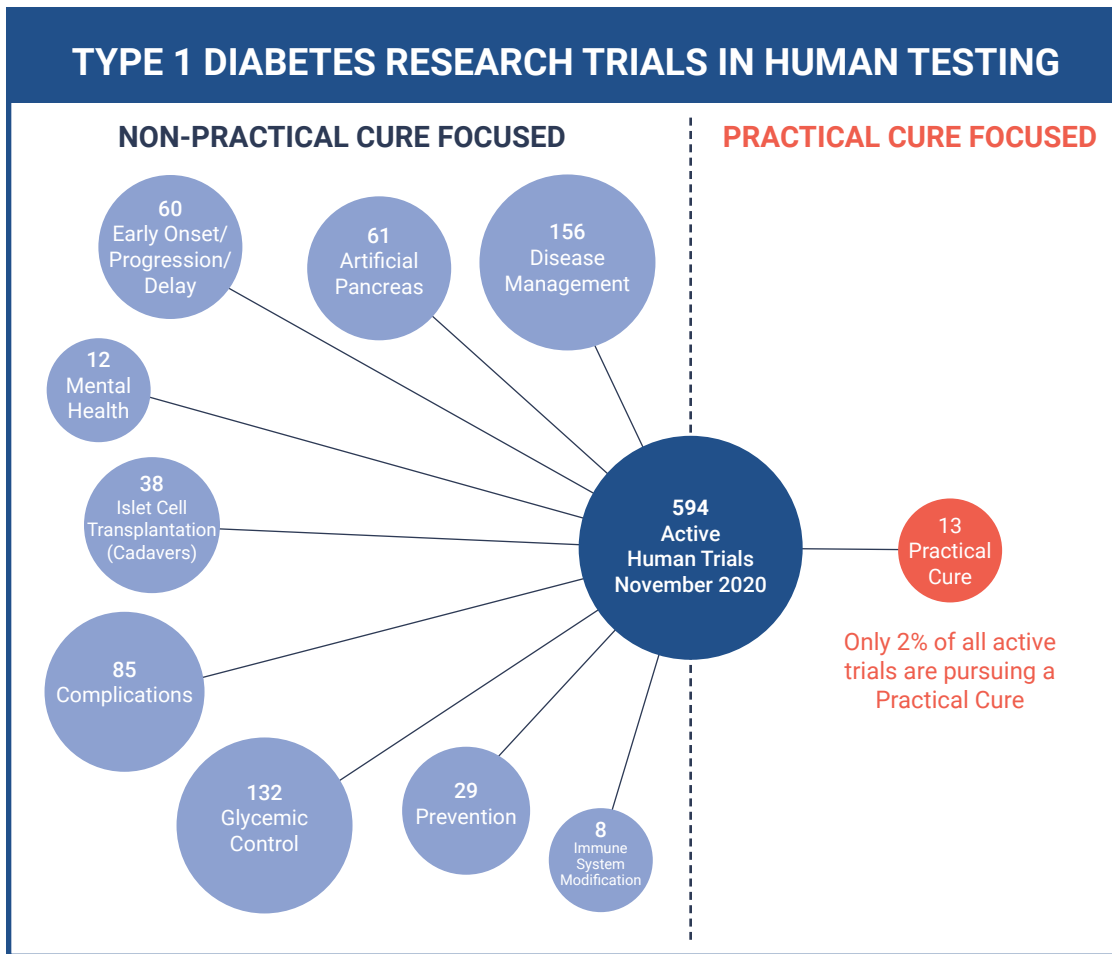 TYPE 1 DIABETES RESEARCH TRIALS IN HUMAN TESTING
NON-PRACTICAL CURE FOCUSED
PRACTICAL CURE FOCUSED
60
Early Onset/
Progression/
Delay
61
Artificial
Pancreas
156
Disease
Management
12
Mental
Health
38
Islet Cell
Transplantation
(Cadavers)
594
Active
Human Trials
November 2020
13
Practical
Cure
Only 2% of all active
trials are pursuing a
Practical Cure
85
Complications
132
Glycemic
Control
29
Prevention
8
Immune
System
Modification